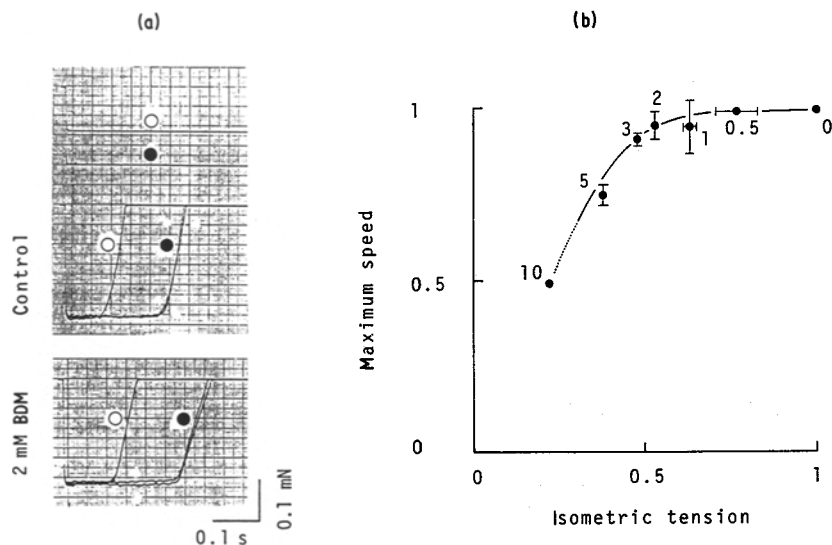 (a)
Control
2 mM BDM
0.1 s
0.1 mN
(b)
Maximum speed
1
0.5
0
10
5
3
2
1
0.5
0
0
0.5
1
Isometric tension